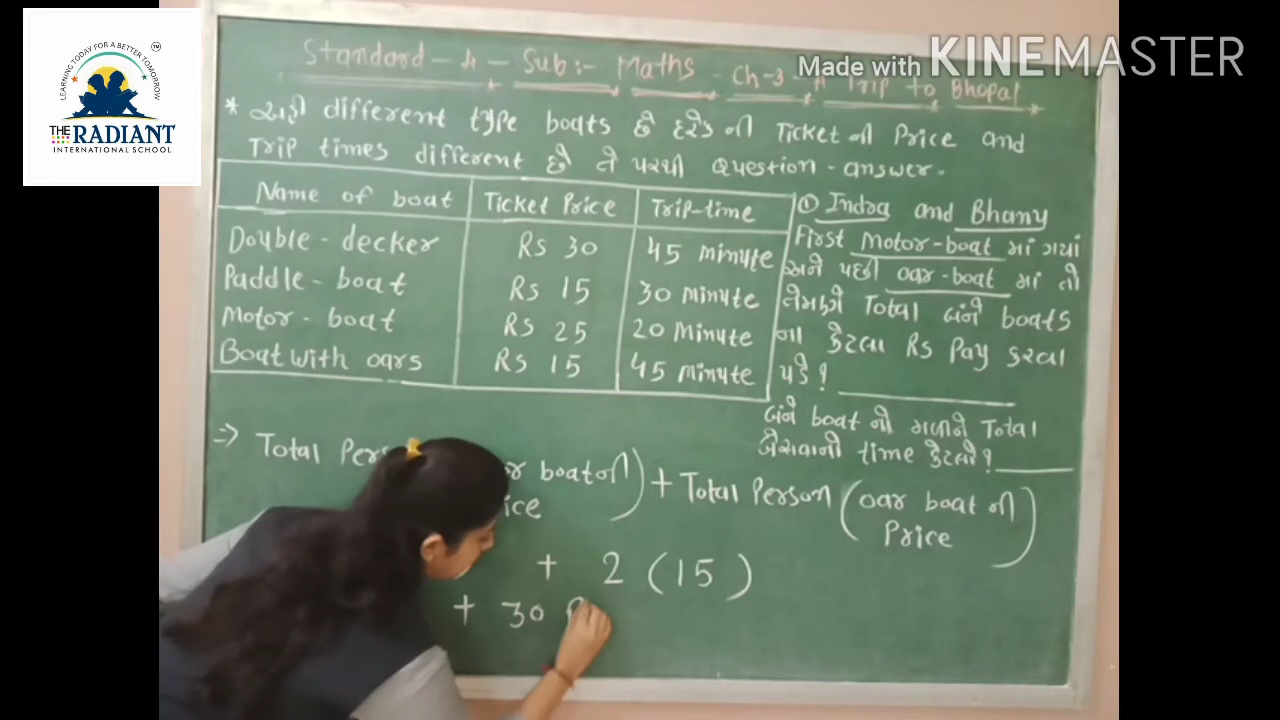 LEARNING TODAY FOR A BETTER TOMORROW
TM
THE RADIANT
INTERNATIONAL SCHOOL
Made with KINEMASTER
Standard - 4 - Sub:- Maths - Ch-3 - A Trip to Bhopal
* અહી different type boats છે દરેક ની Ticket ની Price and
Trip times different છે તે પરથી question-answer.
Name of boat Ticket Price Trip-time
Double-decker Rs 30 45 Minute
Paddle-boat Rs 15 30 Minute
Motor-boat Rs 25 20 Minute
Boat with oars Rs 15 45 Minute
① Indra and Bhanu
First Motor-boat માં ગયાં
અને પછી oar-boat માં તો
તેમણે Total બંને boats
ના કેટલા Rs Pay કરવા
પડે?
બંને boat નો મળીને Total
બેસવાનો time કેટલો?
⇒ Total Pers boat ની) + Total Person (oar boat ની
ice Price)
+ 2 (15)
+ 30